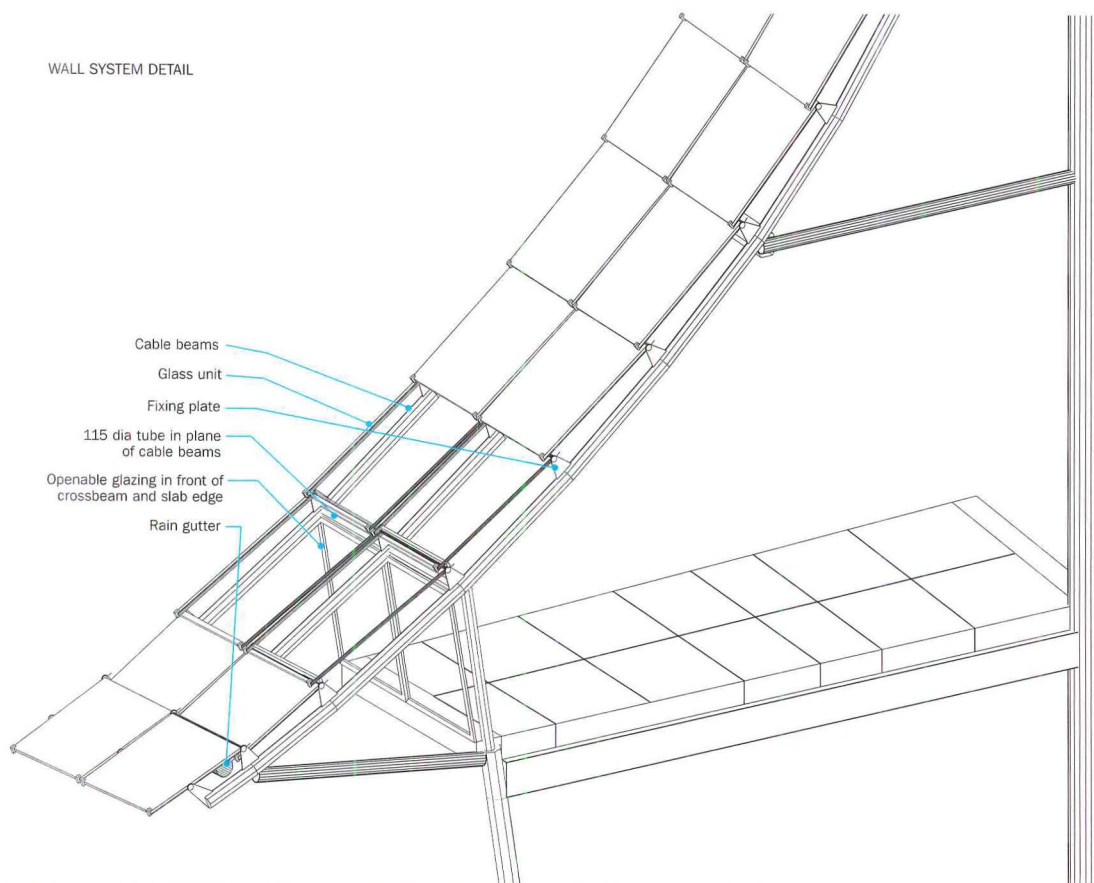 WALL SYSTEM DETAIL
Cable beams
Glass unit
Fixing plate
115 dia tube in plane
of cable beams
Openable glazing in front of
crossbeam and slab edge
Rain gutter